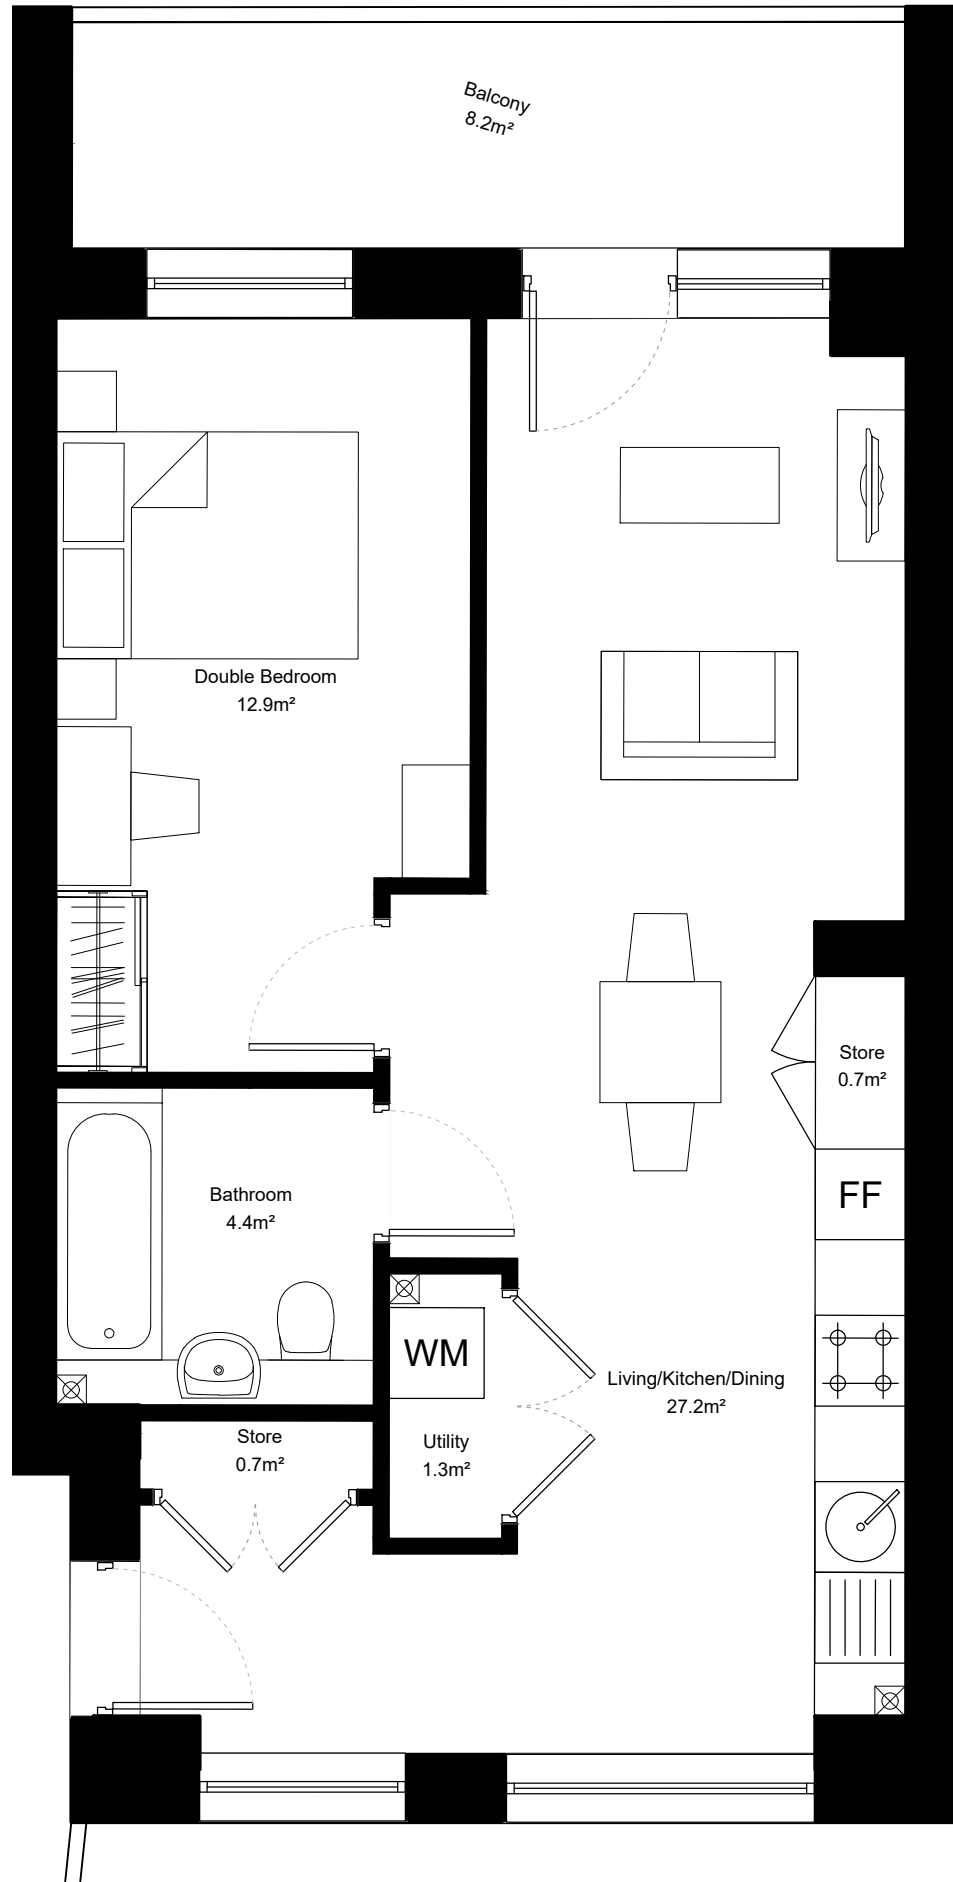 Balcony
8.2m²
Double Bedroom
12.9m²
Store
0.7m²
FF
Bathroom
4.4m²
WM
Living/Kitchen/Dining
27.2m²
Store
0.7m²
Utility
1.3m²